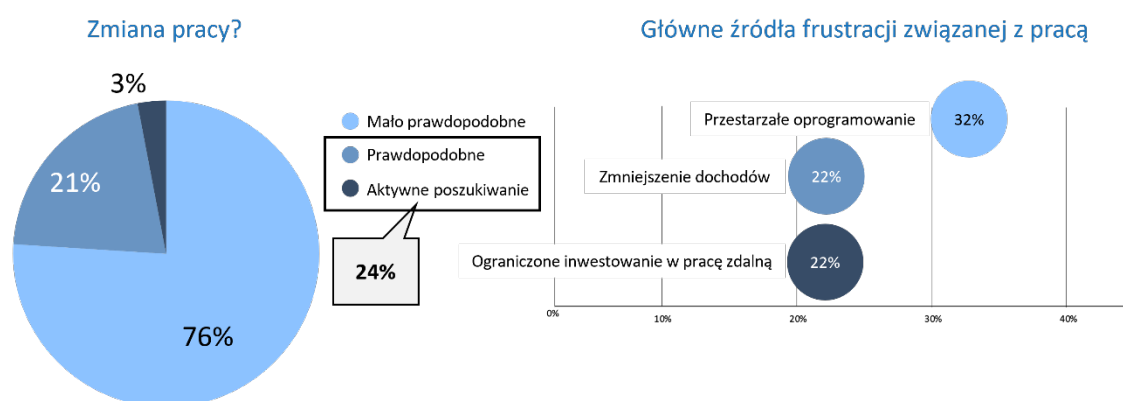 Zmiana pracy?
3%
21%
76%
Mało prawdopodobne
Prawdopodobne
Aktywne poszukiwanie
24%
Główne źródła frustracji związanej z pracą
Przestarzałe oprogramowanie
32%
Zmniejszenie dochodów
22%
Ograniczone inwestowanie w pracę zdalną
22%
0%
10%
20%
30%
40%